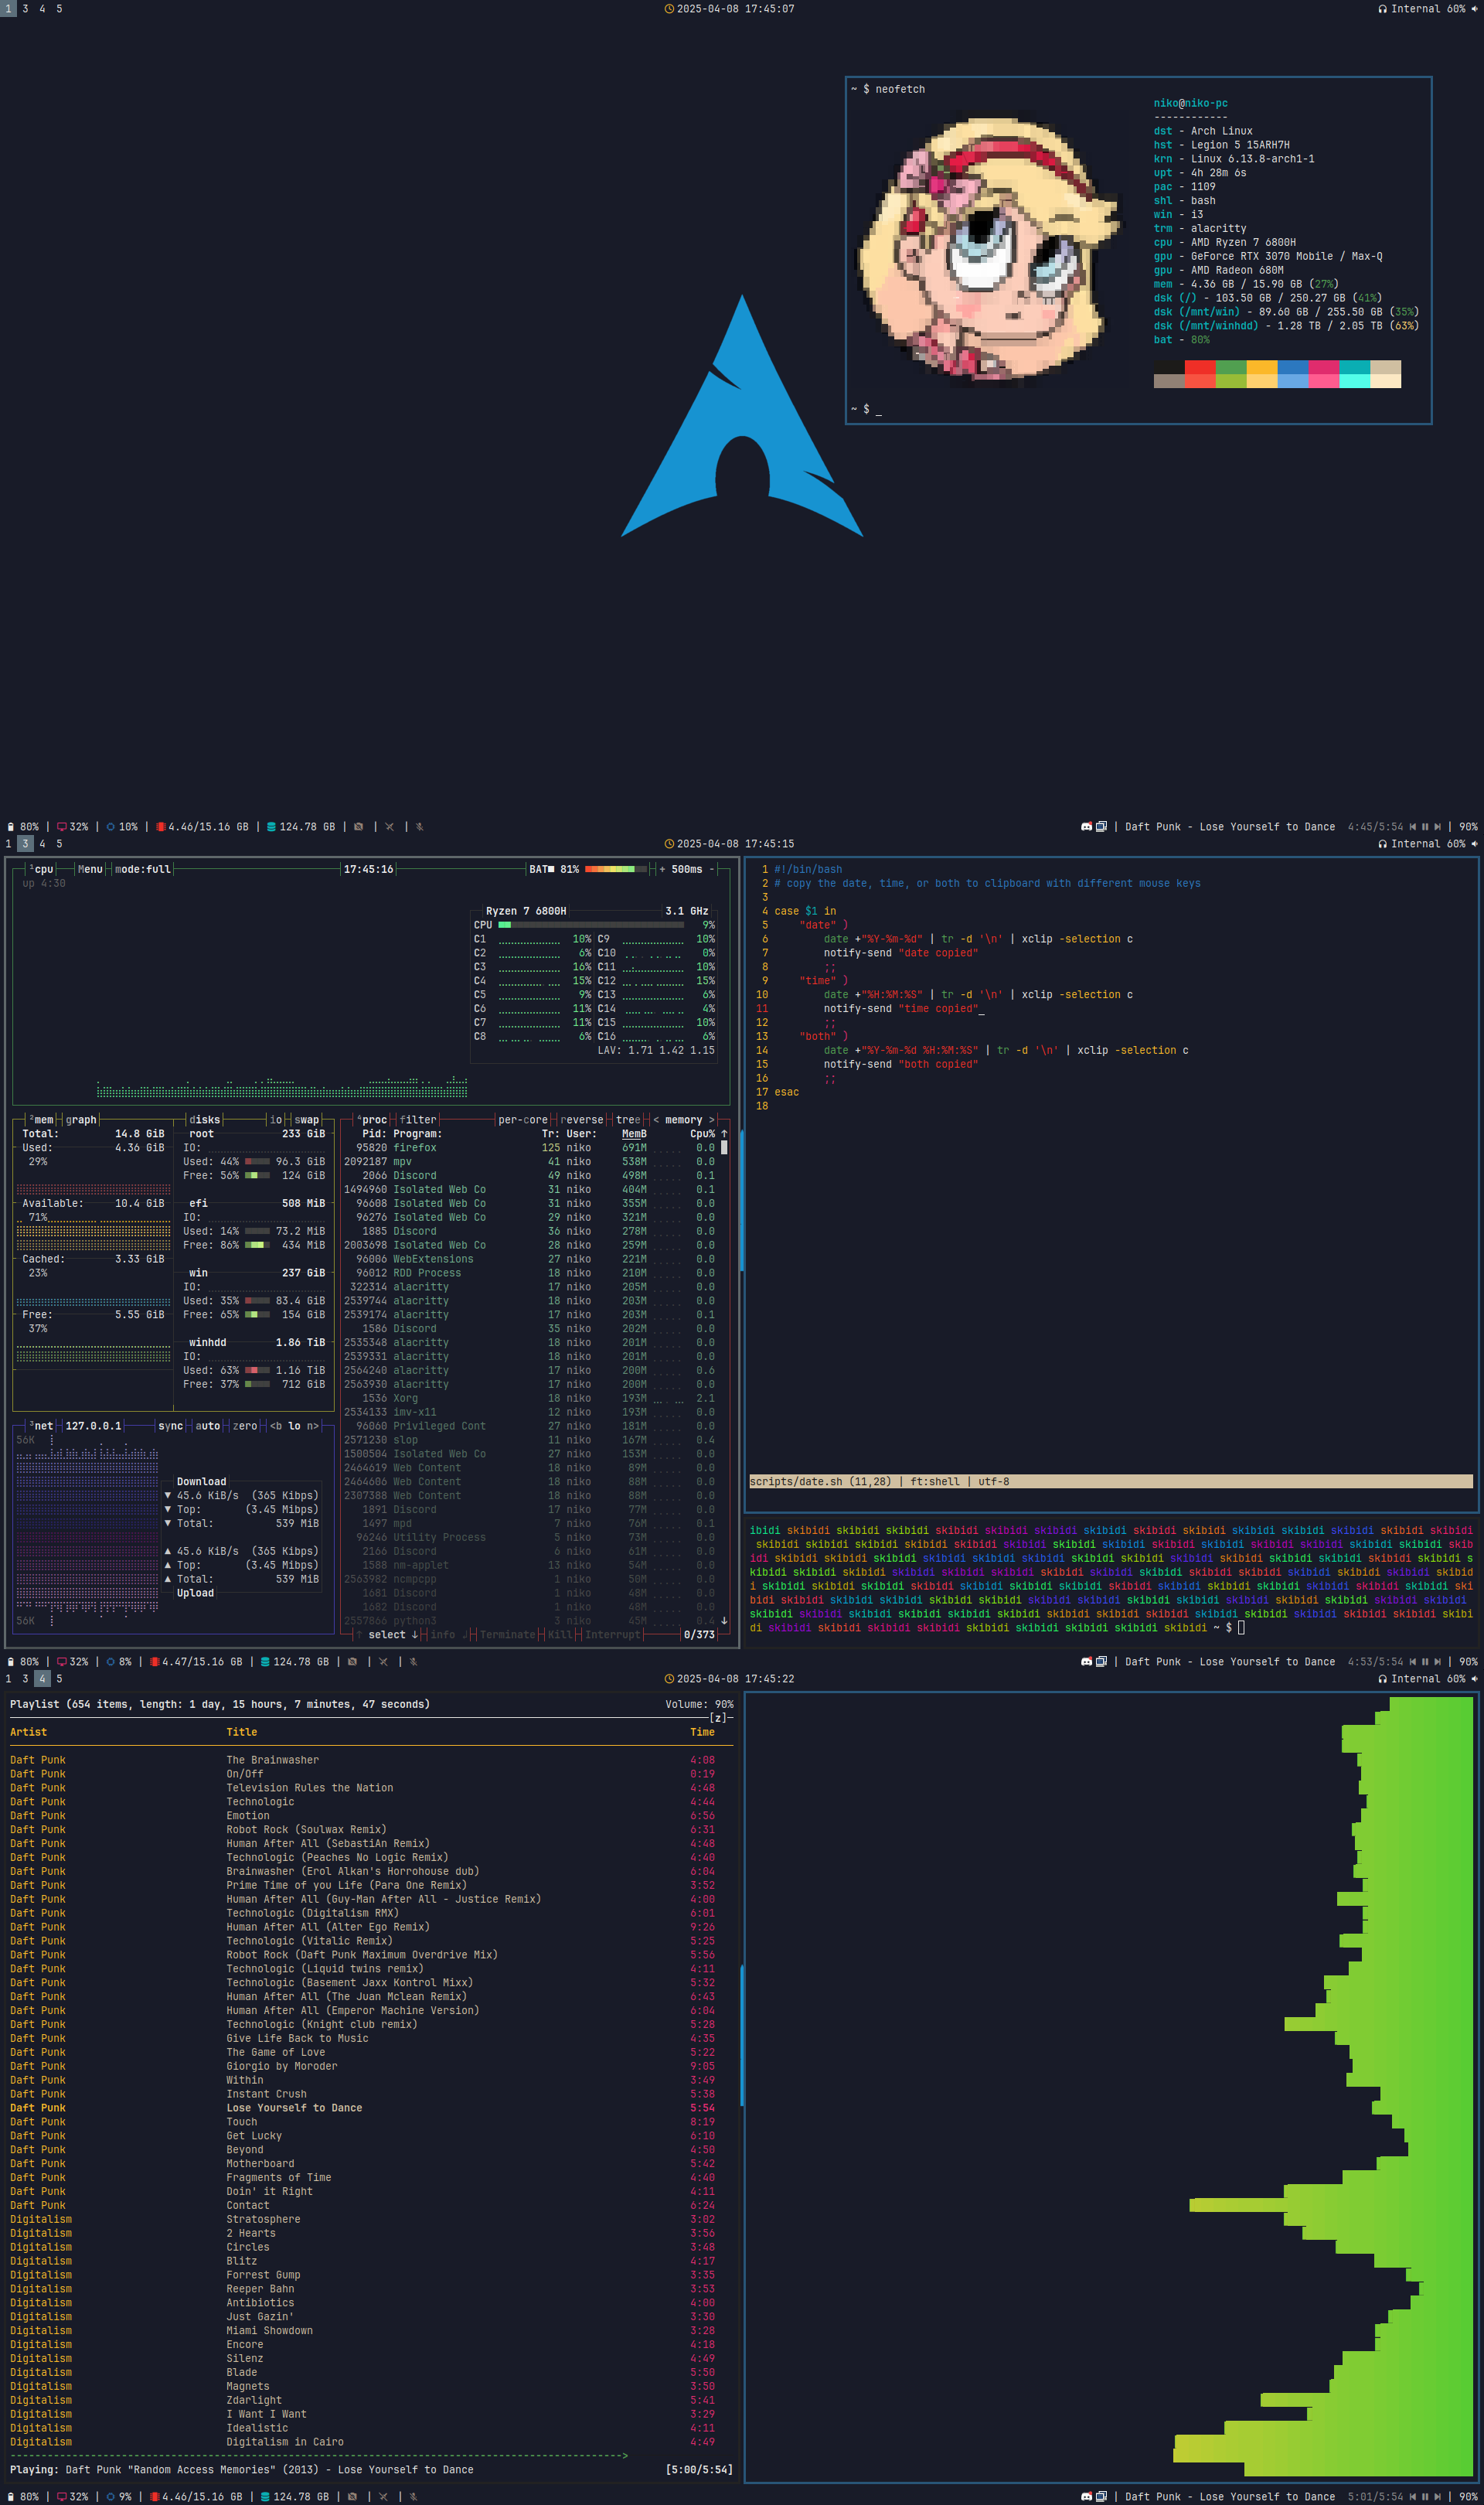 1 3 4 5
2025-04-08 17:45:07
Internal 60%
~ $ neofetch
niko@niko-pc
------------
dst - Arch Linux
hst - Legion 5 15ARH7H
krn - Linux 6.13.8-arch1-1
upt - 4h 28m 6s
pac - 1109
shl - bash
win - i3
trm - alacritty
cpu - AMD Ryzen 7 6800H
gpu - GeForce RTX 3070 Mobile / Max-Q
gpu - AMD Radeon 680M
mem - 4.36 GB / 15.90 GB (27%)
dsk (/) - 103.50 GB / 250.27 GB (41%)
dsk (/mnt/win) - 89.60 GB / 255.50 GB (35%)
dsk (/mnt/winhdd) - 1.28 TB / 2.05 TB (63%)
bat - 80%
~ $ _
80% | 32% | 10% | 4.46/15.16 GB | 124.78 GB | | |
| Daft Punk - Lose Yourself to Dance 4:45/5:54 | 90%
1 3 4 5
2025-04-08 17:45:15
Internal 60%
¹cpu Menu mode:full 17:45:16 BAT■ 81% + 500ms -
up 4:30
Ryzen 7 6800H 3.1 GHz
CPU 9%
C1 10% C9 10%
C2 6% C10 0%
C3 16% C11 10%
C4 15% C12 15%
C5 9% C13 6%
C6 11% C14 4%
C7 11% C15 10%
C8 6% C16 6%
LAV: 1.71 1.42 1.15
²mem graph disks io swap
Total: 14.8 GiB
Used: 4.36 GiB
29%
Available: 10.4 GiB
71%
Cached: 3.33 GiB
23%
Free: 5.55 GiB
37%
root 233 GiB
IO:
Used: 44% 96.3 GiB
Free: 56% 124 GiB
efi 508 MiB
IO:
Used: 14% 73.2 MiB
Free: 86% 434 MiB
win 237 GiB
IO:
Used: 35% 83.4 GiB
Free: 65% 154 GiB
winhdd 1.86 TiB
IO:
Used: 63% 1.16 TiB
Free: 37% 712 GiB
³net 127.0.0.1 sync auto zero <b lo n>
56K
Download
▼ 45.6 KiB/s (365 Kibps)
▼ Top: (3.45 Mibps)
▼ Total: 539 MiB
▲ 45.6 KiB/s (365 Kibps)
▲ Top: (3.45 Mibps)
▲ Total: 539 MiB
Upload
56K
⁴proc filter per-core reverse tree < memory >
Pid: Program: Tr: User: MemB Cpu% ↑
95820 firefox 125 niko 691M 0.0
2092187 mpv 41 niko 538M 0.0
2066 Discord 49 niko 498M 0.1
1494960 Isolated Web Co 31 niko 404M 0.1
96608 Isolated Web Co 31 niko 355M 0.0
96276 Isolated Web Co 29 niko 321M 0.0
1885 Discord 36 niko 278M 0.0
2003698 Isolated Web Co 28 niko 259M 0.0
96006 WebExtensions 27 niko 221M 0.0
96012 RDD Process 18 niko 210M 0.0
322314 alacritty 17 niko 205M 0.0
2539744 alacritty 18 niko 203M 0.0
2539174 alacritty 17 niko 203M 0.1
1586 Discord 35 niko 202M 0.0
2535348 alacritty 18 niko 201M 0.0
2539331 alacritty 18 niko 201M 0.0
2564240 alacritty 17 niko 200M 0.6
2563930 alacritty 17 niko 200M 0.0
1536 Xorg 18 niko 193M 2.1
2534133 imv-x11 12 niko 193M 0.0
96060 Privileged Cont 27 niko 181M 0.0
2571230 slop 11 niko 167M 0.4
1500504 Isolated Web Co 27 niko 153M 0.0
2464619 Web Content 18 niko 89M 0.0
2464606 Web Content 18 niko 88M 0.0
2307388 Web Content 18 niko 88M 0.0
1891 Discord 17 niko 77M 0.0
1497 mpd 7 niko 76M 0.1
96246 Utility Process 5 niko 73M 0.0
2166 Discord 6 niko 61M 0.0
1588 nm-applet 13 niko 54M 0.0
2563982 ncmpcpp 1 niko 50M 0.0
1681 Discord 1 niko 48M 0.0
1682 Discord 1 niko 48M 0.0
2557866 python3 3 niko 45M 0.4 ↓
↑ select ↓ info ↲ Terminate Kill Interrupt 0/373
1 #!/bin/bash
2 # copy the date, time, or both to clipboard with different mouse keys
3
4 case $1 in
5 "date" )
6 date +"%Y-%m-%d" | tr -d '\n' | xclip -selection c
7 notify-send "date copied"
8 ;;
9 "time" )
10 date +"%H:%M:%S" | tr -d '\n' | xclip -selection c
11 notify-send "time copied"_
12 ;;
13 "both" )
14 date +"%Y-%m-%d %H:%M:%S" | tr -d '\n' | xclip -selection c
15 notify-send "both copied"
16 ;;
17 esac
18
scripts/date.sh (11,28) | ft:shell | utf-8
ibidi skibidi skibidi skibidi skibidi skibidi skibidi skibidi skibidi skibidi skibidi skibidi skibidi skibidi skibidi
skibidi skibidi skibidi skibidi skibidi skibidi skibidi skibidi skibidi skibidi skibidi skibidi skibidi skibidi skib
idi skibidi skibidi skibidi skibidi skibidi skibidi skibidi skibidi skibidi skibidi skibidi skibidi skibidi skibidi s
kibidi skibidi skibidi skibidi skibidi skibidi skibidi skibidi skibidi skibidi skibidi skibidi skibidi skibidi skibid
i skibidi skibidi skibidi skibidi skibidi skibidi skibidi skibidi skibidi skibidi skibidi skibidi skibidi skibidi ski
bidi skibidi skibidi skibidi skibidi skibidi skibidi skibidi skibidi skibidi skibidi skibidi skibidi skibidi skibidi
skibidi skibidi skibidi skibidi skibidi skibidi skibidi skibidi skibidi skibidi skibidi skibidi skibidi skibidi skibi
di skibidi skibidi skibidi skibidi skibidi skibidi skibidi skibidi skibidi ~ $
80% | 32% | 8% | 4.47/15.16 GB | 124.78 GB | | |
| Daft Punk - Lose Yourself to Dance 4:53/5:54 | 90%
1 3 4 5
2025-04-08 17:45:22
Internal 60%
Playlist (654 items, length: 1 day, 15 hours, 7 minutes, 47 seconds) Volume: 90%
[z]
Artist Title Time
Daft Punk The Brainwasher 4:08
Daft Punk On/Off 0:19
Daft Punk Television Rules the Nation 4:48
Daft Punk Technologic 4:44
Daft Punk Emotion 6:56
Daft Punk Robot Rock (Soulwax Remix) 6:31
Daft Punk Human After All (SebastiAn Remix) 4:48
Daft Punk Technologic (Peaches No Logic Remix) 4:40
Daft Punk Brainwasher (Erol Alkan's Horrohouse dub) 6:04
Daft Punk Prime Time of you Life (Para One Remix) 3:52
Daft Punk Human After All (Guy-Man After All - Justice Remix) 4:00
Daft Punk Technologic (Digitalism RMX) 6:01
Daft Punk Human After All (Alter Ego Remix) 9:26
Daft Punk Technologic (Vitalic Remix) 5:25
Daft Punk Robot Rock (Daft Punk Maximum Overdrive Mix) 5:56
Daft Punk Technologic (Liquid twins remix) 4:11
Daft Punk Technologic (Basement Jaxx Kontrol Mixx) 5:32
Daft Punk Human After All (The Juan Mclean Remix) 6:43
Daft Punk Human After All (Emperor Machine Version) 6:04
Daft Punk Technologic (Knight club remix) 5:28
Daft Punk Give Life Back to Music 4:35
Daft Punk The Game of Love 5:22
Daft Punk Giorgio by Moroder 9:05
Daft Punk Within 3:49
Daft Punk Instant Crush 5:38
Daft Punk Lose Yourself to Dance 5:54
Daft Punk Touch 8:19
Daft Punk Get Lucky 6:10
Daft Punk Beyond 4:50
Daft Punk Motherboard 5:42
Daft Punk Fragments of Time 4:40
Daft Punk Doin' it Right 4:11
Daft Punk Contact 6:24
Digitalism Stratosphere 3:02
Digitalism 2 Hearts 3:56
Digitalism Circles 3:48
Digitalism Blitz 4:17
Digitalism Forrest Gump 3:35
Digitalism Reeper Bahn 3:53
Digitalism Antibiotics 4:00
Digitalism Just Gazin' 3:30
Digitalism Miami Showdown 3:28
Digitalism Encore 4:18
Digitalism Silenz 4:49
Digitalism Blade 5:50
Digitalism Magnets 3:50
Digitalism Zdarlight 5:41
Digitalism I Want I Want 3:29
Digitalism Idealistic 4:11
Digitalism Digitalism in Cairo 4:49
Playing: Daft Punk "Random Access Memories" (2013) - Lose Yourself to Dance [5:00/5:54]
80% | 32% | 9% | 4.46/15.16 GB | 124.78 GB | | |
| Daft Punk - Lose Yourself to Dance 5:01/5:54 | 90%